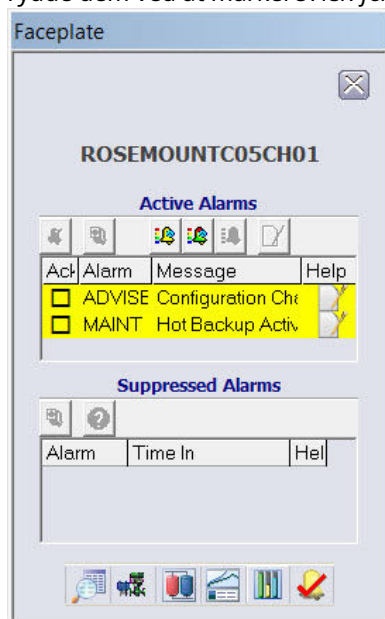 Faceplate
ROSEMOUNTC05CH01
Active Alarms
Ack Alarm Message Help
ADVISE Configuration Cha
MAINT Hot Backup Activ
Suppressed Alarms
Alarm Time In Hel